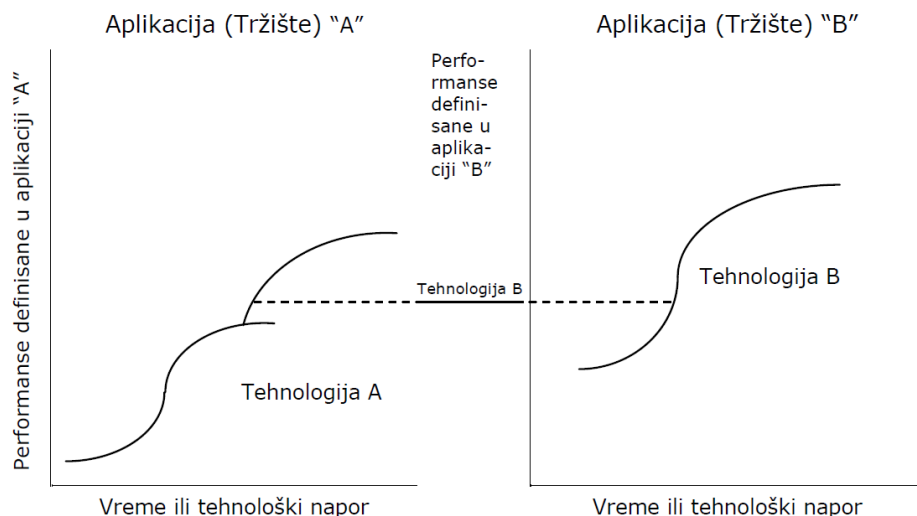 Aplikacija (Tržište) “A”
Aplikacija (Tržište) “B”
Performanse definisane u aplikaciji “A”
Perfo-
rmanse
defini-
sane u
aplika-
ciji “B”
Tehnologija B
Tehnologija A
Tehnologija B
Vreme ili tehnološki napor
Vreme ili tehnološki napor